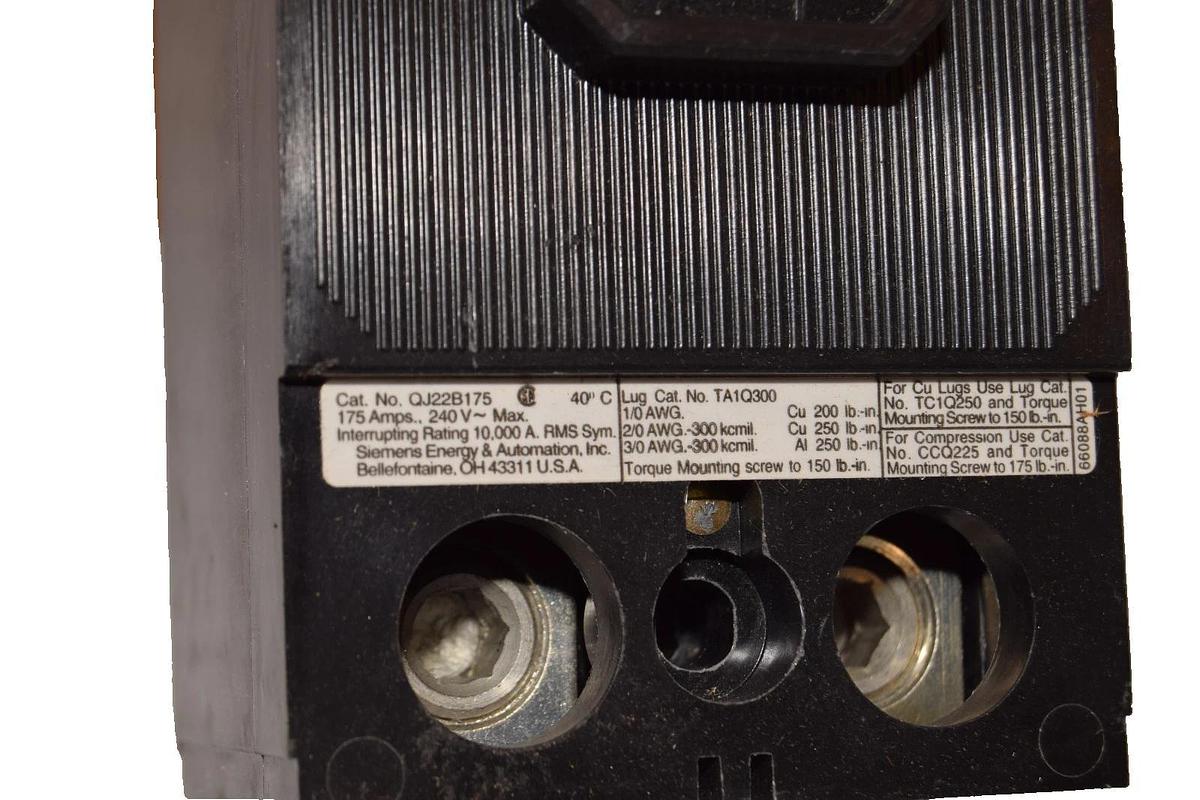 Cat. No. QJ22B175 40° C
175 Amps., 240 V~ Max.
Interrupting Rating 10,000 A. RMS Sym.
Siemens Energy & Automation, Inc.
Bellefontaine, OH 43311 U.S.A.
Lug Cat. No. TA1Q300
1/0 AWG. Cu 200 lb.-in.
2/0 AWG.-300 kcmil. Cu 250 lb.-in.
3/0 AWG.-300 kcmil. Al 250 lb.-in.
Torque Mounting screw to 150 lb.-in.
For Cu Lugs Use Lug Cat.
No. TC1Q250 and Torque
Mounting Screw to 150 lb.-in.
For Compression Use Cat.
No. CCQ225 and Torque
Mounting Screw to 175 lb.-in.
66088AH01